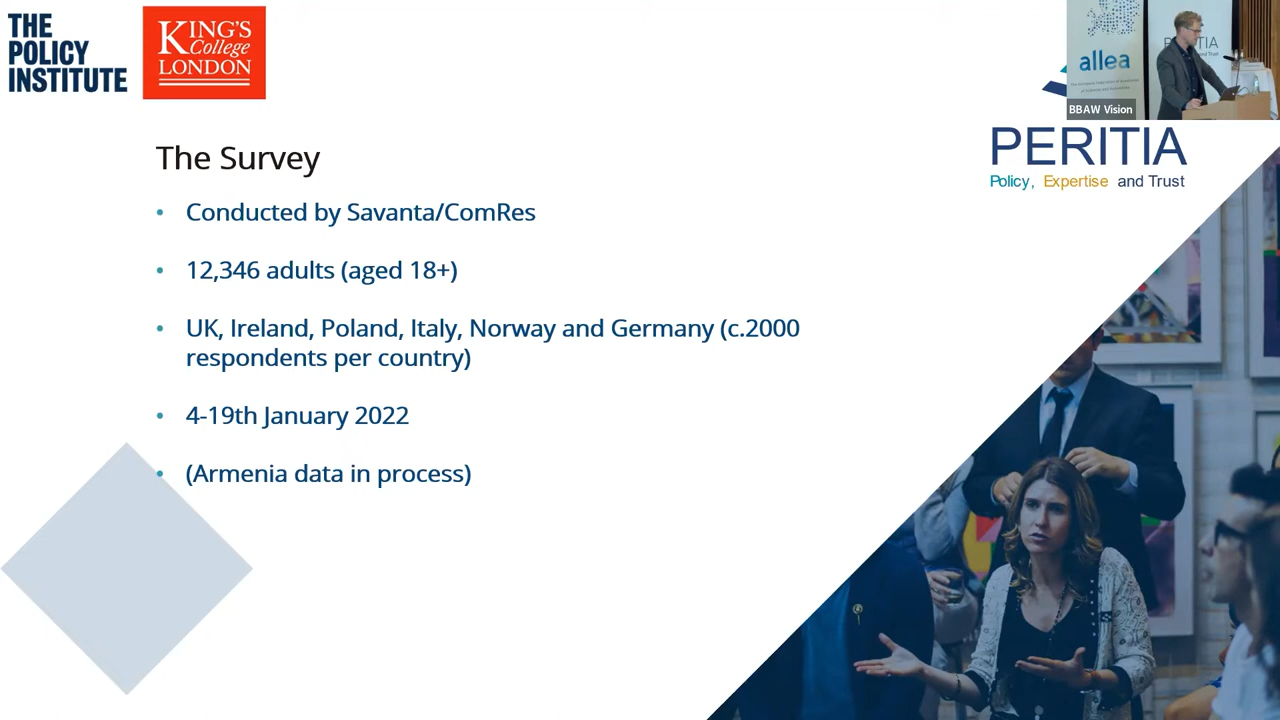 THE
POLICY
INSTITUTE
KING'S
College
LONDON
allea
PERITIA
BBAW Vision
PERITIA
Policy, Expertise and Trust
The Survey
• Conducted by Savanta/ComRes
• 12,346 adults (aged 18+)
• UK, Ireland, Poland, Italy, Norway and Germany (c.2000
respondents per country)
• 4-19th January 2022
• (Armenia data in process)